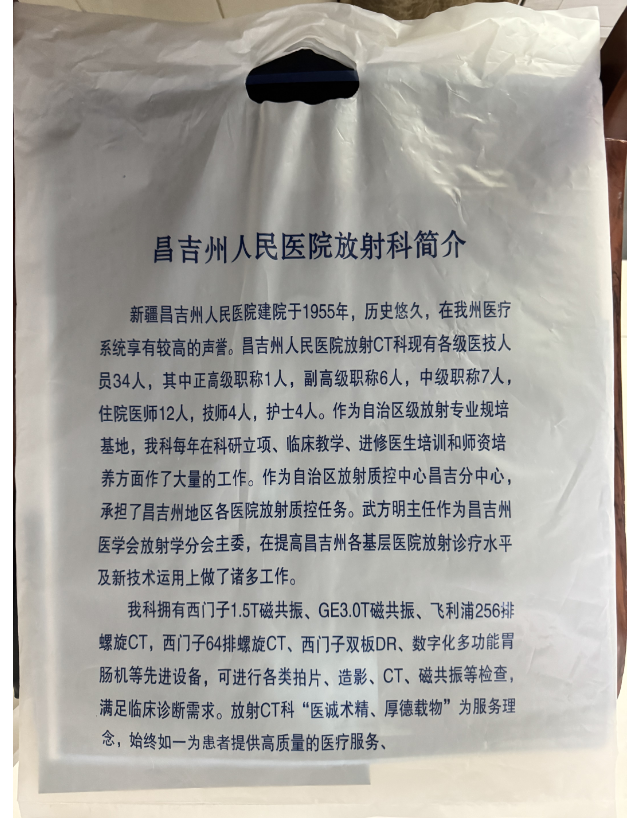 昌吉州人民医院放射科简介
新疆昌吉州人民医院建院于1955年，历史悠久，在我州医疗
系统享有较高的声誉。昌吉州人民医院放射CT科现有各级医技人
员34人，其中正高级职称1人，副高级职称6人，中级职称7人，
住院医师12人，技师4人，护士4人。作为自治区级放射专业规培
基地，我科每年在科研立项、临床教学、进修医生培训和师资培
养方面作了大量的工作。作为自治区放射质控中心昌吉分中心，
承担了昌吉州地区各医院放射质控任务。武方明主任作为昌吉州
医学会放射学分会主委，在提高昌吉州各基层医院放射诊疗水平
及新技术运用上做了诸多工作。
我科拥有西门子1.5T磁共振、GE3.0T磁共振、飞利浦256排
螺旋CT，西门子64排螺旋CT、西门子双板DR、数字化多功能胃
肠机等先进设备，可进行各类拍片、造影、CT、磁共振等检查，
满足临床诊断需求。放射CT科“医诚术精、厚德载物”为服务理
念，始终如一为患者提供高质量的医疗服务、